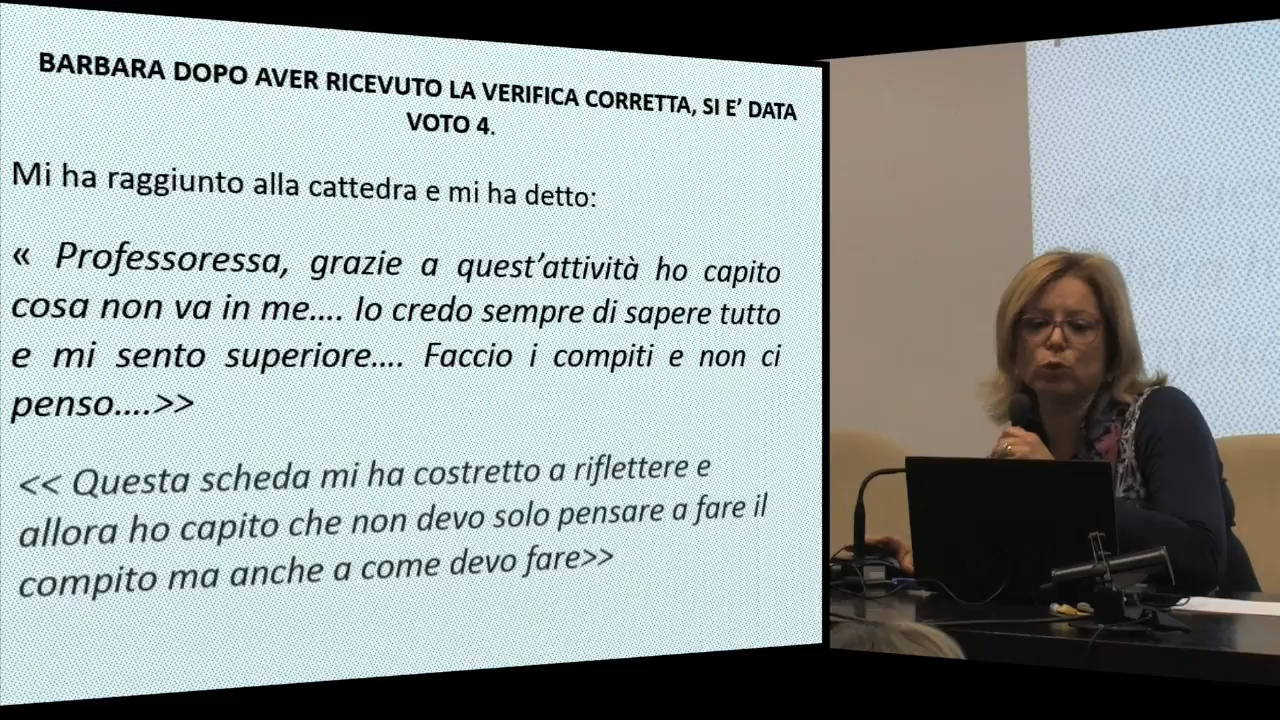 BARBARA DOPO AVER RICEVUTO LA VERIFICA CORRETTA, SI E’ DATA
VOTO 4.
Mi ha raggiunto alla cattedra e mi ha detto:
« Professoressa, grazie a quest’attività ho capito
cosa non va in me.... Io credo sempre di sapere tutto
e mi sento superiore.... Faccio i compiti e non ci
penso....>>
<< Questa scheda mi ha costretto a riflettere e
allora ho capito che non devo solo pensare a fare il
compito ma anche a come devo fare>>